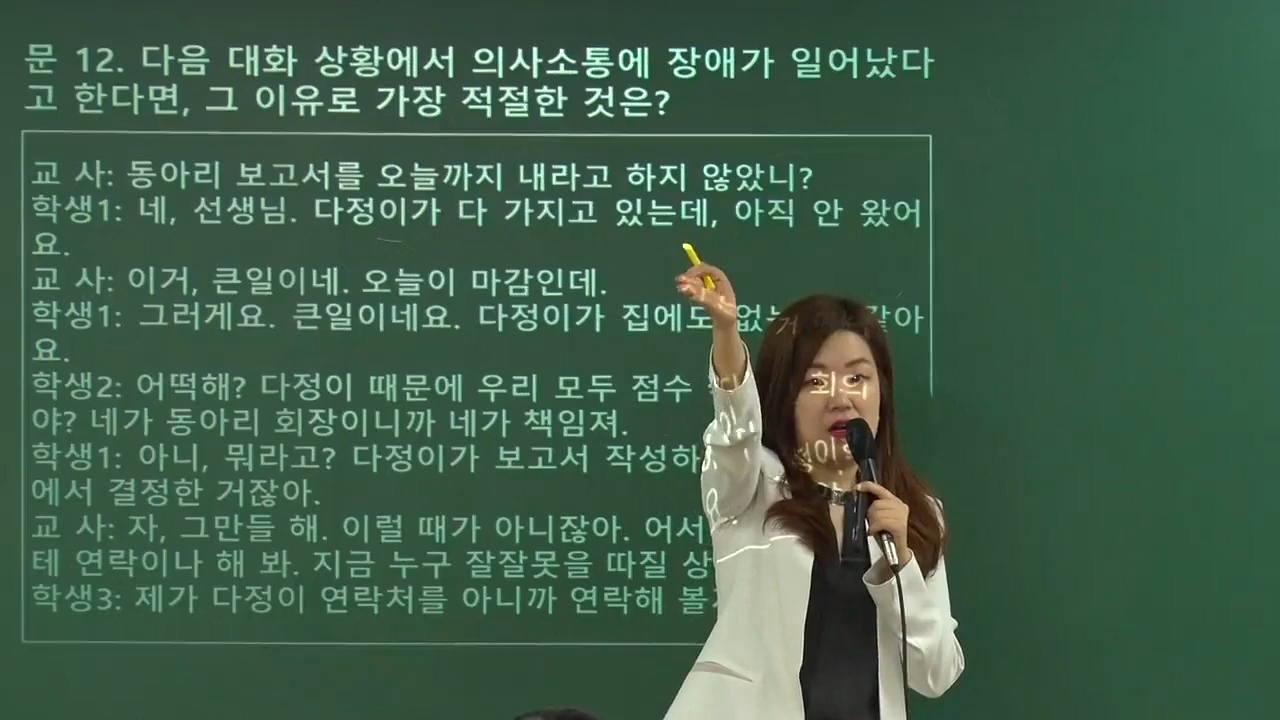 문 12. 다음 대화 상황에서 의사소통에 장애가 일어났다
고 한다면, 그 이유로 가장 적절한 것은?
교 사: 동아리 보고서를 오늘까지 내라고 하지 않았니?
학생1: 네, 선생님. 다정이가 다 가지고 있는데, 아직 안 왔어
요.
교 사: 이거, 큰일이네. 오늘이 마감인데.
학생1: 그러게요. 큰일이네요. 다정이가 집에도 같아
요.
학생2: 어떡해? 다정이 때문에 우리 모두 점수
야? 네가 동아리 회장이니까 네가 책임져.
학생1: 아니, 뭐라고? 다정이가 보고서 작성하 회의
에서 결정한 거잖아.
교 사: 자, 그만들 해. 이럴 때가 아니잖아. 어서
테 연락이나 해 봐. 지금 누구 잘잘못을 따질
학생3: 제가 다정이 연락처를 아니까 연락해